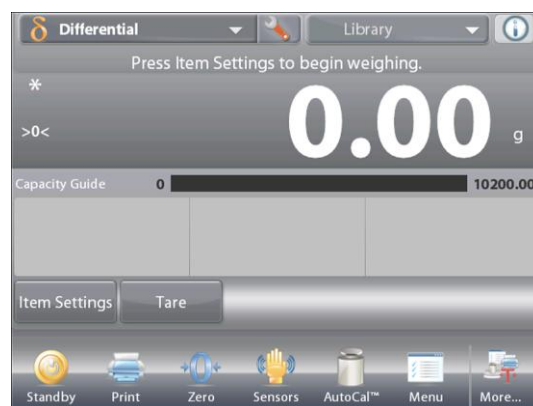 δ Differential Library
Press Item Settings to begin weighing.
*
>0< 0.00 g
Capacity Guide 0 10200.00
Item Settings Tare
Standby Print Zero Sensors AutoCal™ Menu More...